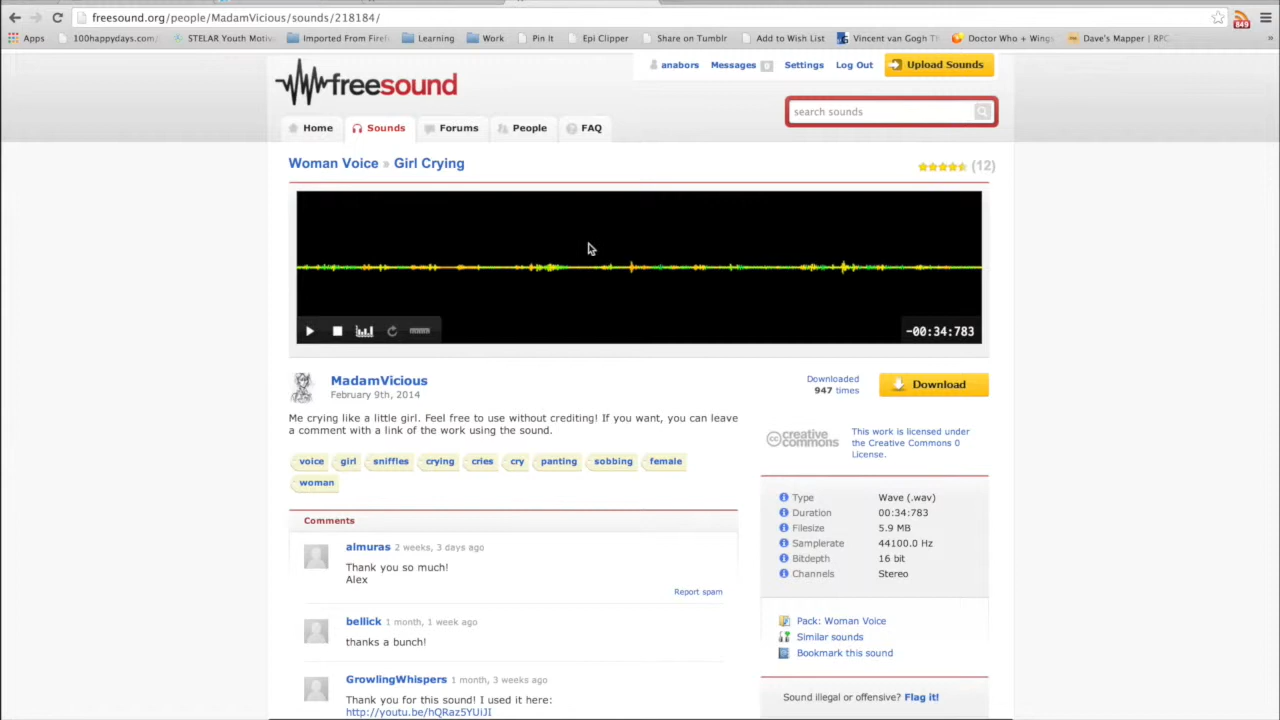 freesound.org/people/MadamVicious/sounds/218184/
849
Apps 100happydays.com/ STELAR Youth Motiv Imported From Firef Learning Work Pin It Epi Clipper Share on Tumblr Add to Wish List Vincent van Gogh Th Doctor Who + Wings Dave's Mapper | RPG
freesound
anabors Messages 0 Settings Log Out Upload Sounds
search sounds
Home Sounds Forums People FAQ
Woman Voice » Girl Crying
(12)
-00:34:783
MadamVicious
February 9th, 2014
Downloaded
947 times
Download
Me crying like a little girl. Feel free to use without crediting! If you want, you can leave
a comment with a link of the work using the sound.
creative
commons
This work is licensed under
the Creative Commons 0
License.
voice girl sniffles crying cries cry panting sobbing female
woman
Type Wave (.wav)
Duration 00:34:783
Filesize 5.9 MB
Samplerate 44100.0 Hz
Bitdepth 16 bit
Channels Stereo
Comments
almuras 2 weeks, 3 days ago
Thank you so much!
Alex
Report spam
bellick 1 month, 1 week ago
thanks a bunch!
GrowlingWhispers 1 month, 3 weeks ago
Thank you for this sound! I used it here:
http://youtu.be/hQRaz5YUiJI
Pack: Woman Voice
Similar sounds
Bookmark this sound
Sound illegal or offensive? Flag it!